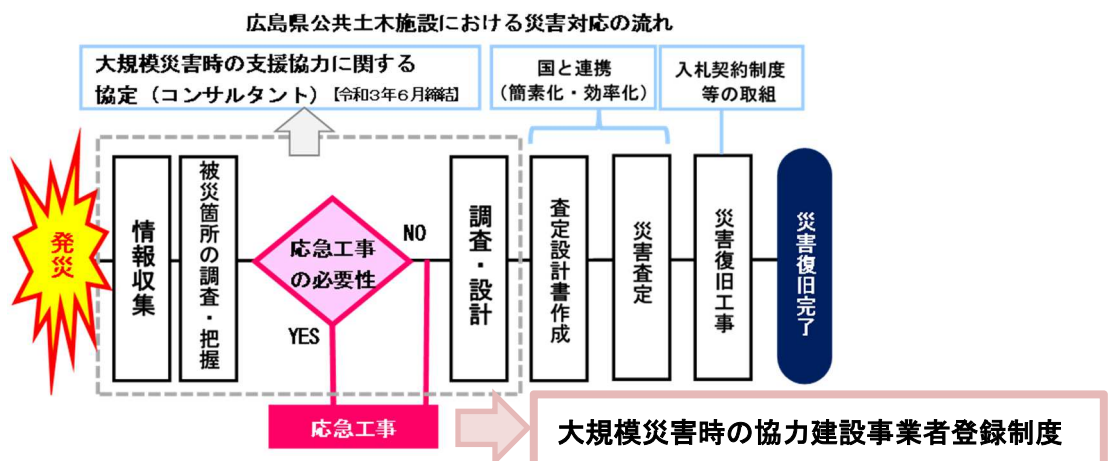 広島県公共土木施設における災害対応の流れ
大規模災害時の支援協力に関する
協定（コンサルタント）【令和3年6月締結】
国と連携
（簡素化・効率化）
入札契約制度
等の取組
発災
情報収集
被災箇所の調査・把握
応急工事
の必要性
NO
YES
調査・設計
査定設計書作成
災害査定
災害復旧工事
災害復旧完了
応急工事
大規模災害時の協力建設事業者登録制度